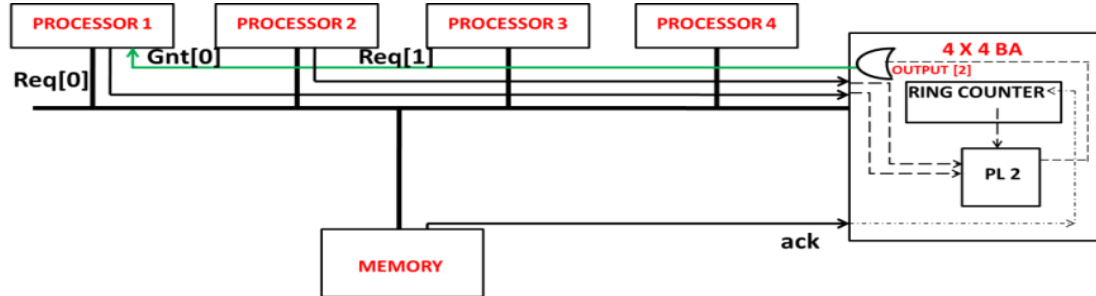 PROCESSOR 1
PROCESSOR 2
PROCESSOR 3
PROCESSOR 4
4 X 4 BA
Gnt[0]
Req[1]
Req[0]
OUTPUT [2]
RING COUNTER
PL 2
ack
MEMORY